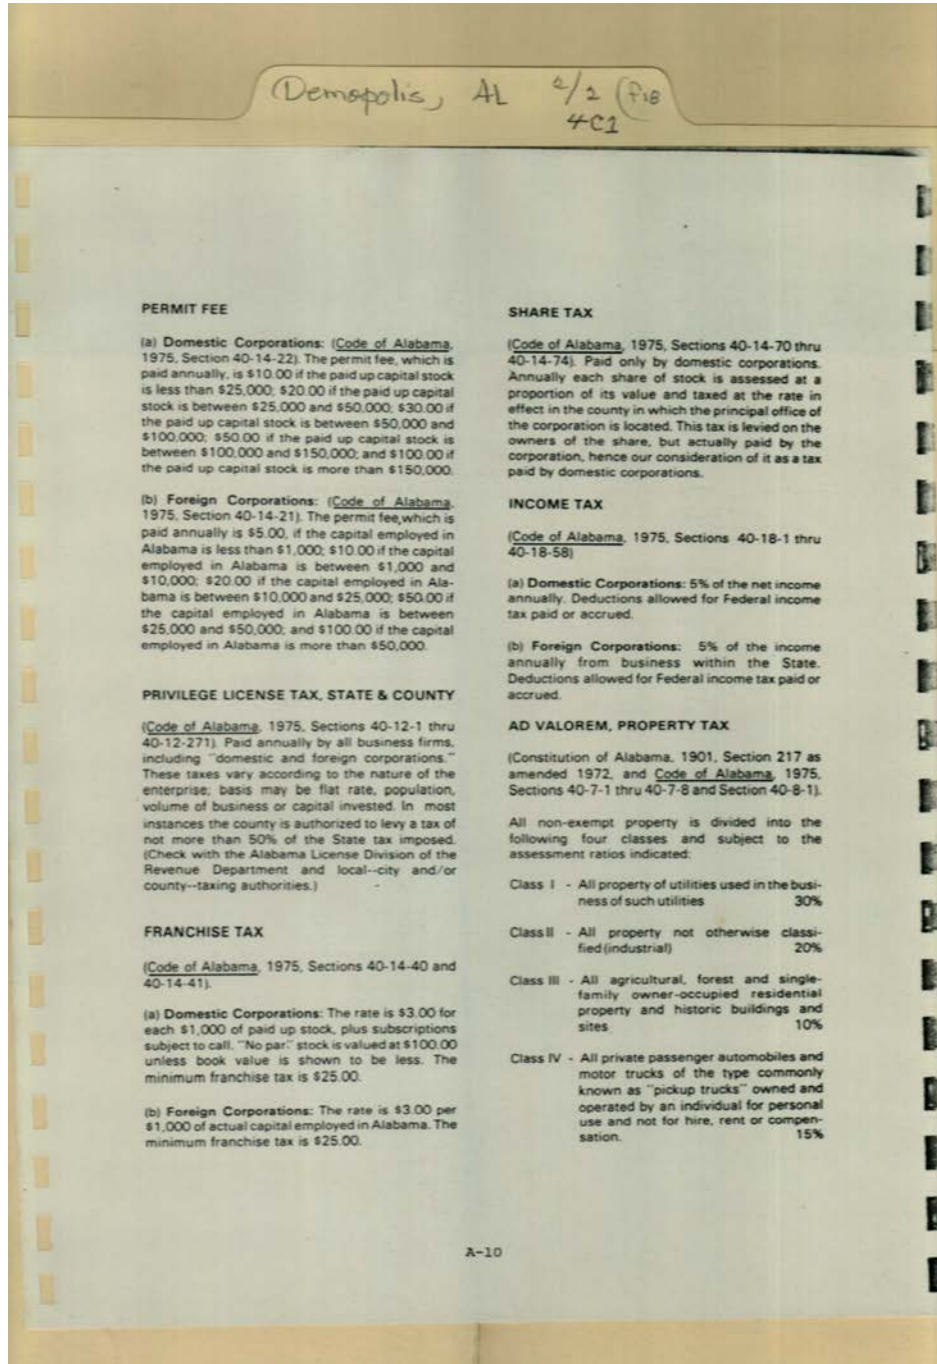 Demopolis, AL 2/2 (F18
4C1
PERMIT FEE
(a) Domestic Corporations: (Code of Alabama,
1975, Section 40-14-22). The permit fee, which is
paid annually, is $10.00 if the paid up capital stock
is less than $25,000; $20.00 if the paid up capital
stock is between $25,000 and $50,000; $30.00 if
the paid up capital stock is between $50,000 and
$100,000; $50.00 if the paid up capital stock is
between $100,000 and $150,000; and $100.00 if
the paid up capital stock is more than $150,000.
(b) Foreign Corporations: (Code of Alabama,
1975, Section 40-14-21). The permit fee,which is
paid annually is $5.00, if the capital employed in
Alabama is less than $1,000; $10.00 if the capital
employed in Alabama is between $1,000 and
$10,000; $20.00 if the capital employed in Ala-
bama is between $10,000 and $25,000; $50.00 if
the capital employed in Alabama is between
$25,000 and $50,000; and $100.00 if the capital
employed in Alabama is more than $50,000.
PRIVILEGE LICENSE TAX, STATE & COUNTY
(Code of Alabama, 1975, Sections 40-12-1 thru
40-12-271). Paid annually by all business firms,
including "domestic and foreign corporations."
These taxes vary according to the nature of the
enterprise; basis may be flat rate, population,
volume of business or capital invested. In most
instances the county is authorized to levy a tax of
not more than 50% of the State tax imposed.
(Check with the Alabama License Division of the
Revenue Department and local--city and/or
county--taxing authorities.)
FRANCHISE TAX
(Code of Alabama, 1975, Sections 40-14-40 and
40-14-41).
(a) Domestic Corporations: The rate is $3.00 for
each $1,000 of paid up stock, plus subscriptions
subject to call. "No par." stock is valued at $100.00
unless book value is shown to be less. The
minimum franchise tax is $25.00.
(b) Foreign Corporations: The rate is $3.00 per
$1,000 of actual capital employed in Alabama. The
minimum franchise tax is $25.00.
SHARE TAX
(Code of Alabama, 1975, Sections 40-14-70 thru
40-14-74). Paid only by domestic corporations.
Annually each share of stock is assessed at a
proportion of its value and taxed at the rate in
effect in the county in which the principal office of
the corporation is located. This tax is levied on the
owners of the share, but actually paid by the
corporation, hence our consideration of it as a tax
paid by domestic corporations.
INCOME TAX
(Code of Alabama, 1975, Sections 40-18-1 thru
40-18-58)
(a) Domestic Corporations: 5% of the net income
annually. Deductions allowed for Federal income
tax paid or accrued.
(b) Foreign Corporations: 5% of the income
annually from business within the State.
Deductions allowed for Federal income tax paid or
accrued.
AD VALOREM, PROPERTY TAX
(Constitution of Alabama, 1901, Section 217 as
amended 1972, and Code of Alabama, 1975,
Sections 40-7-1 thru 40-7-8 and Section 40-8-1).
All non-exempt property is divided into the
following four classes and subject to the
assessment ratios indicated:
Class I - All property of utilities used in the busi-
ness of such utilities 30%
Class II - All property not otherwise classi-
fied (industrial) 20%
Class III - All agricultural, forest and single-
family owner-occupied residential
property and historic buildings and
sites 10%
Class IV - All private passenger automobiles and
motor trucks of the type commonly
known as "pickup trucks" owned and
operated by an individual for personal
use and not for hire, rent or compen-
sation. 15%
A-10